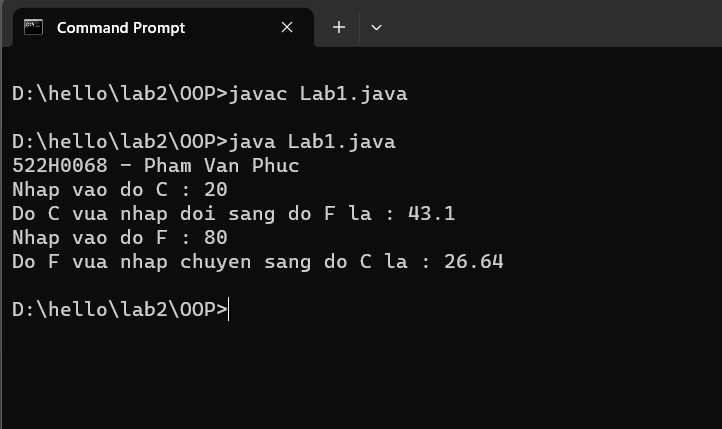 Command Prompt
D:\hello\lab2\OOP>javac Lab1.java
D:\hello\lab2\OOP>java Lab1.java
522H0068 - Pham Van Phuc
Nhap vao do C : 20
Do C vua nhap doi sang do F la : 43.1
Nhap vao do F : 80
Do F vua nhap chuyen sang do C la : 26.64
D:\hello\lab2\OOP>